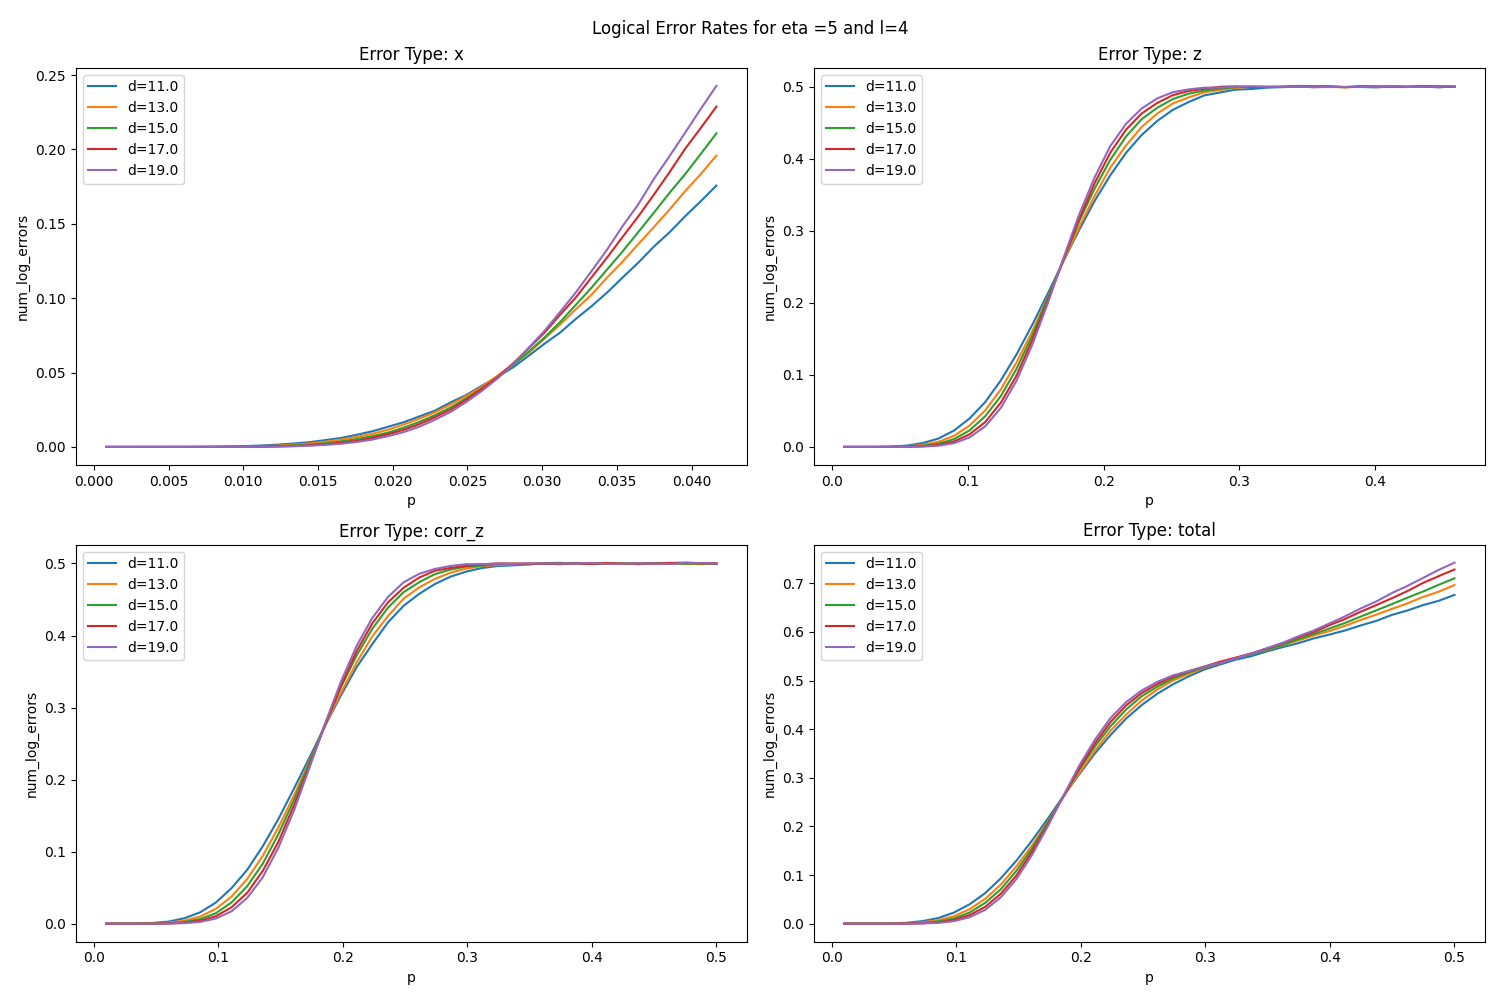 Logical Error Rates for eta =5 and l=4
Error Type: x
d=11.0
d=13.0
d=15.0
d=17.0
d=19.0
0.25
0.20
0.15
0.10
0.05
0.00
num_log_errors
0.000 0.005 0.010 0.015 0.020 0.025 0.030 0.035 0.040
p
Error Type: z
d=11.0
d=13.0
d=15.0
d=17.0
d=19.0
0.5
0.4
0.3
0.2
0.1
0.0
num_log_errors
0.0 0.1 0.2 0.3 0.4
p
Error Type: corr_z
d=11.0
d=13.0
d=15.0
d=17.0
d=19.0
0.5
0.4
0.3
0.2
0.1
0.0
num_log_errors
0.0 0.1 0.2 0.3 0.4 0.5
p
Error Type: total
d=11.0
d=13.0
d=15.0
d=17.0
d=19.0
0.7
0.6
0.5
0.4
0.3
0.2
0.1
0.0
num_log_errors
0.0 0.1 0.2 0.3 0.4 0.5
p